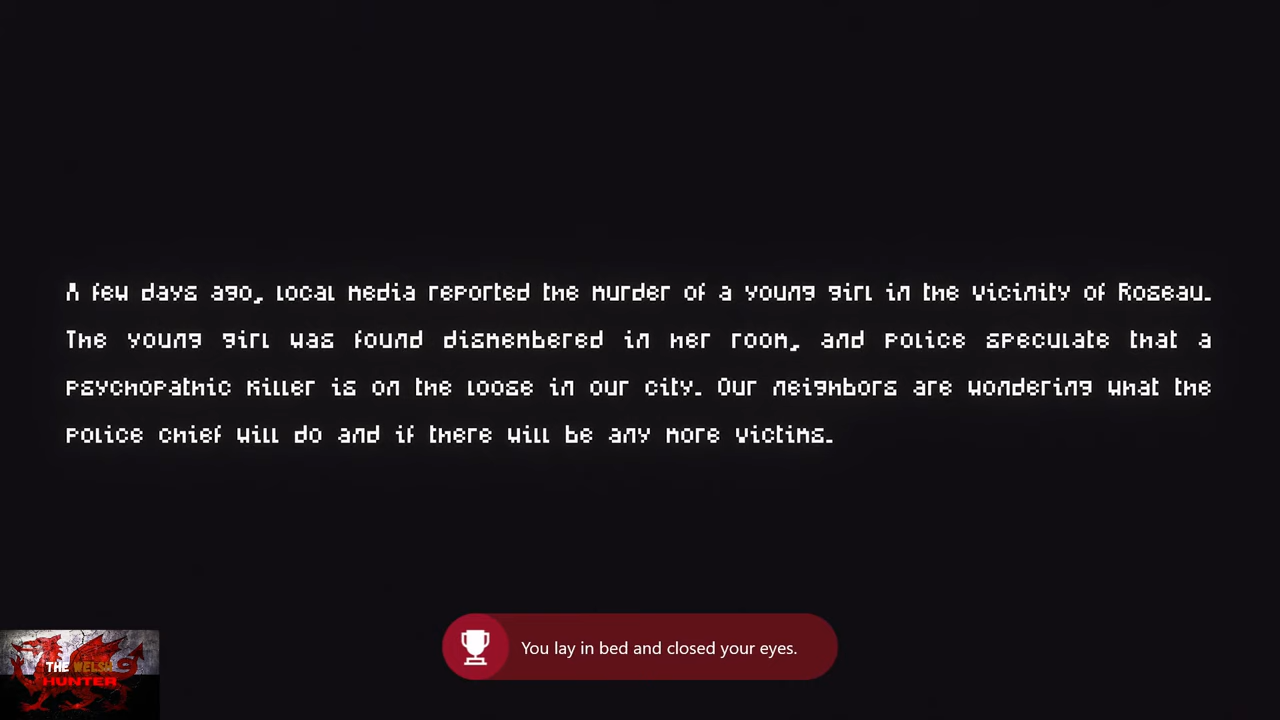 A few days ago, local media reported the murder of a young girl in the vicinity of Roseau.
The young girl was found dismembered in her room, and police speculate that a
psychopathic killer is on the loose in our city. Our neighbors are wondering what the
police chief will do and if there will be any more victims.
You lay in bed and closed your eyes.
THE WELSH
HUNTER